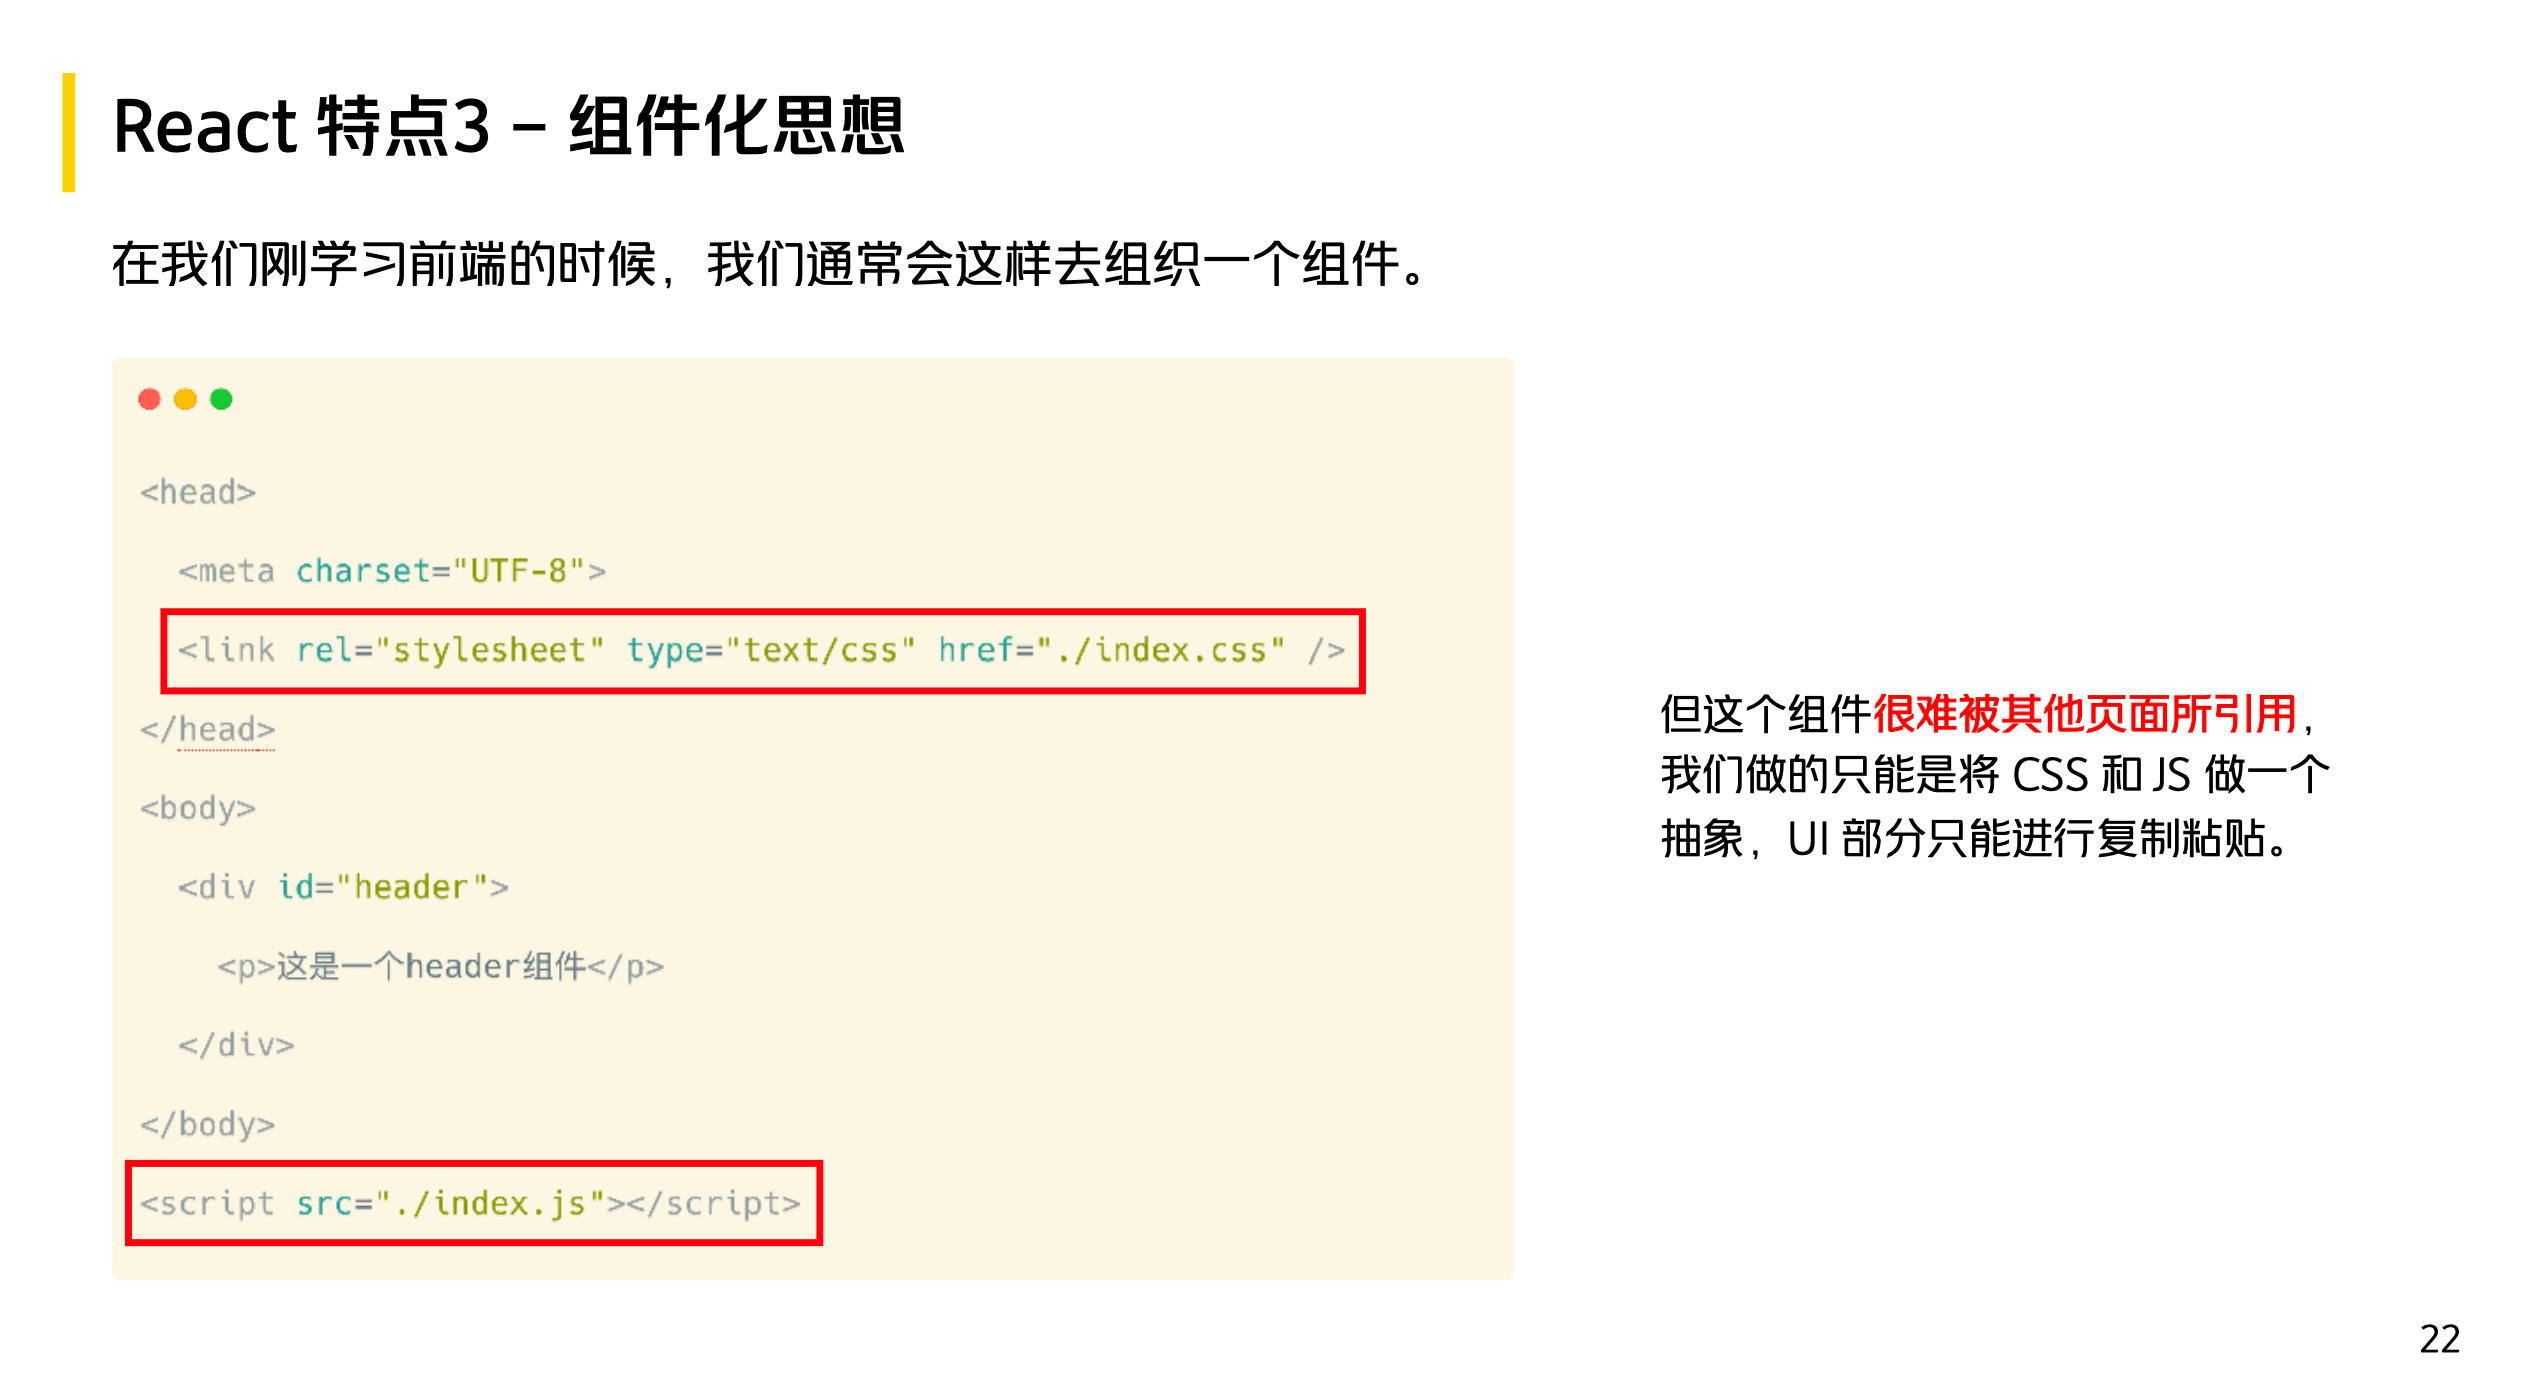 React 特点3 – 组件化思想
在我们刚学习前端的时候，我们通常会这样去组织一个组件。
<head>
<meta charset="UTF-8">
<link rel="stylesheet" type="text/css" href="./index.css" />
</head>
<body>
<div id="header">
<p>这是一个header组件</p>
</div>
</body>
<script src="./index.js"></script>
但这个组件很难被其他页面所引用，
我们做的只能是将 CSS 和 JS 做一个
抽象，UI 部分只能进行复制粘贴。
22